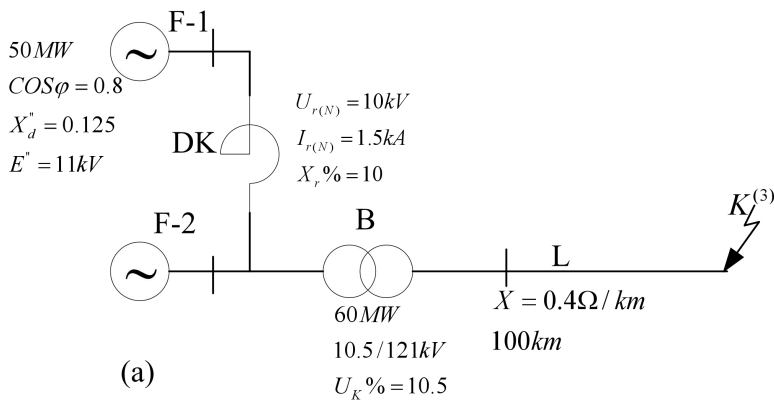 F-1
50MW
COSφ = 0.8
X"d = 0.125
E" = 11kV
DK
Ur(N) = 10kV
Ir(N) = 1.5kA
Xr% = 10
F-2
~
~
B
60MW
10.5/121kV
UK% = 10.5
L
X = 0.4Ω/km
100km
K(3)
(a)